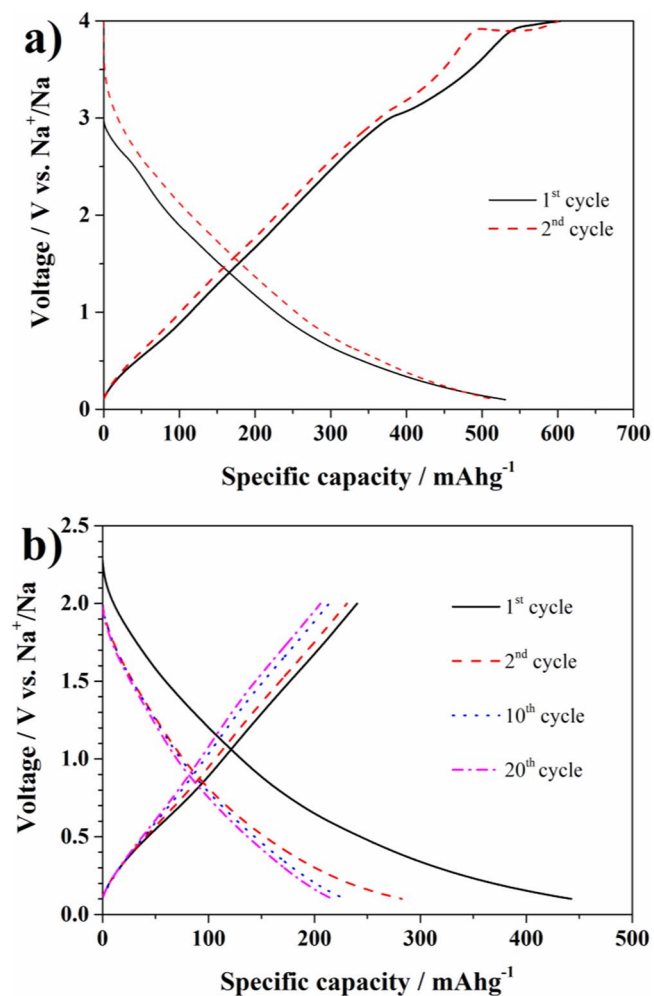 a)
4
3
2
1
0
Voltage / V vs. Na⁺/Na
1ˢᵗ cycle
2ⁿᵈ cycle
0 100 200 300 400 500 600 700
Specific capacity / mAhg⁻¹
b)
2.5
2.0
1.5
1.0
0.5
0.0
Voltage / V vs. Na⁺/Na
1ˢᵗ cycle
2ⁿᵈ cycle
10ᵗʰ cycle
20ᵗʰ cycle
0 100 200 300 400 500
Specific capacity / mAhg⁻¹